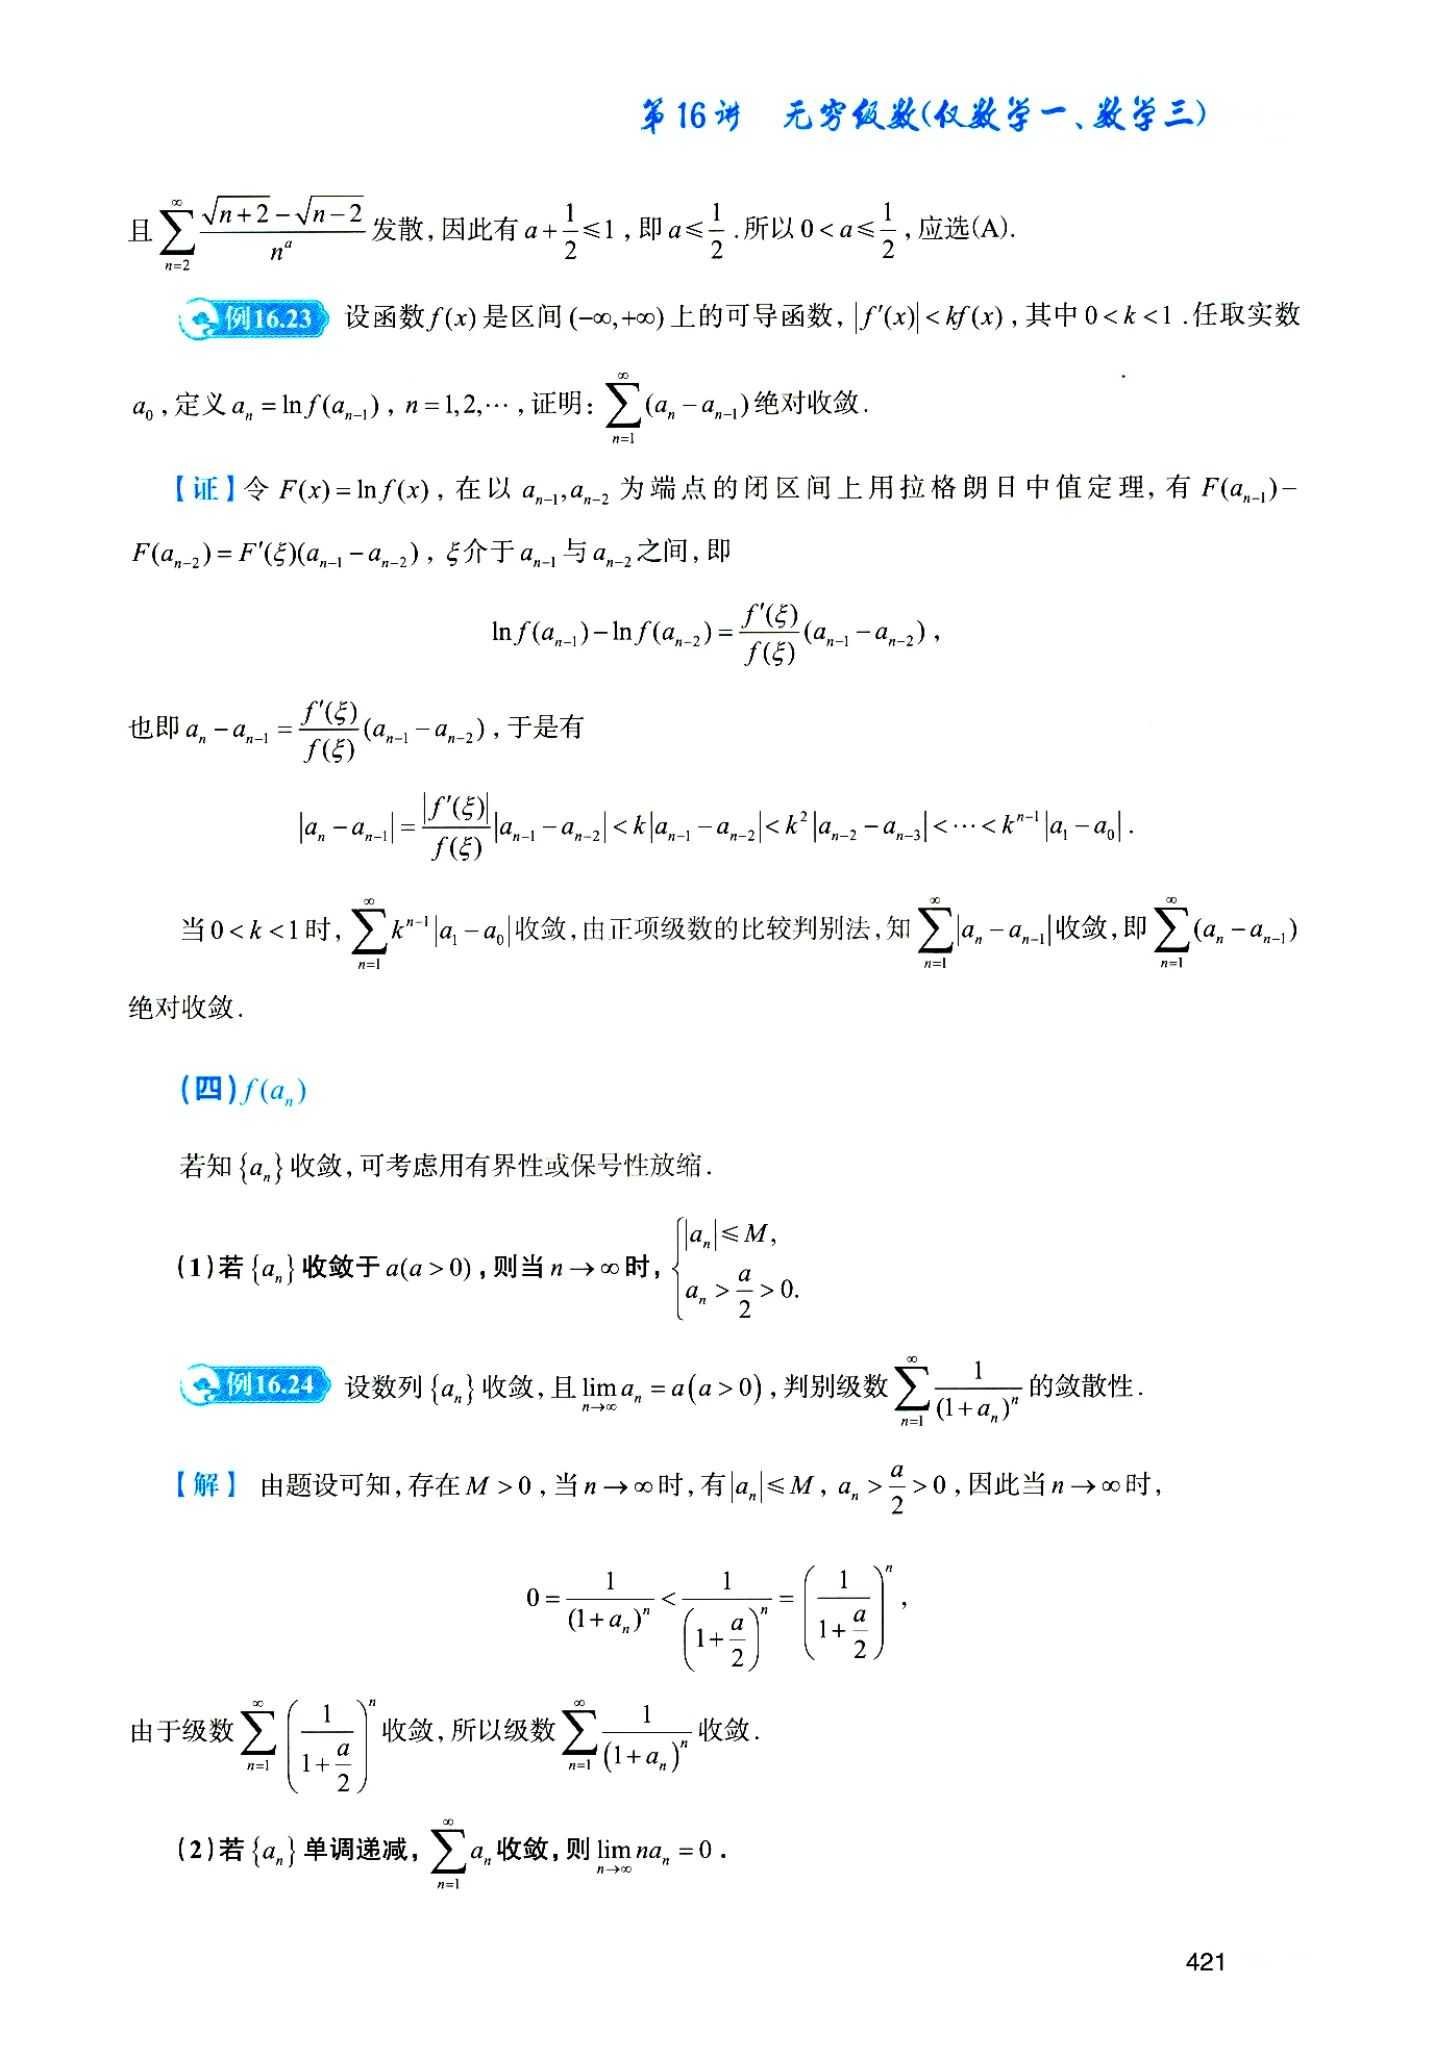 第16讲 无穷级数(仅数学一、数学三)
且 $\sum_{n=2}^{\infty}\frac{\sqrt{n+2}-\sqrt{n-2}}{n^a}$ 发散,因此有 $a+\frac{1}{2}\leqslant 1$,即 $a\leqslant\frac{1}{2}$.所以 $0<a\leqslant\frac{1}{2}$,应选(A).
例16.23 设函数 $f(x)$ 是区间 $(-\infty,+\infty)$ 上的可导函数, $|f'(x)|<kf(x)$,其中 $0<k<1$.任取实数
$a_0$,定义 $a_n=\ln f(a_{n-1})$, $n=1,2,\cdots$,证明: $\sum_{n=1}^{\infty}(a_n-a_{n-1})$ 绝对收敛.
【证】令 $F(x)=\ln f(x)$,在以 $a_{n-1},a_{n-2}$ 为端点的闭区间上用拉格朗日中值定理,有 $F(a_{n-1})-$
$F(a_{n-2})=F'(\xi)(a_{n-1}-a_{n-2})$, $\xi$介于 $a_{n-1}$ 与 $a_{n-2}$ 之间,即
$\ln f(a_{n-1})-\ln f(a_{n-2})=\frac{f'(\xi)}{f(\xi)}(a_{n-1}-a_{n-2})$,
也即 $a_n-a_{n-1}=\frac{f'(\xi)}{f(\xi)}(a_{n-1}-a_{n-2})$,于是有
$|a_n-a_{n-1}|=\frac{|f'(\xi)|}{f(\xi)}|a_{n-1}-a_{n-2}|<k|a_{n-1}-a_{n-2}|<k^2|a_{n-2}-a_{n-3}|<\cdots<k^{n-1}|a_1-a_0|$.
当 $0<k<1$ 时, $\sum_{n=1}^{\infty}k^{n-1}|a_1-a_0|$ 收敛,由正项级数的比较判别法,知 $\sum_{n=1}^{\infty}|a_n-a_{n-1}|$ 收敛,即 $\sum_{n=1}^{\infty}(a_n-a_{n-1})$
绝对收敛.
(四) $f(a_n)$
若知 $\{a_n\}$ 收敛,可考虑用有界性或保号性放缩.
(1)若 $\{a_n\}$ 收敛于 $a(a>0)$,则当 $n\to\infty$ 时, $\begin{cases}|a_n|\leqslant M,\\ a_n>\frac{a}{2}>0.\end{cases}$
例16.24 设数列 $\{a_n\}$ 收敛,且 $\lim_{n\to\infty}a_n=a(a>0)$,判别级数 $\sum_{n=1}^{\infty}\frac{1}{(1+a_n)^n}$ 的敛散性.
【解】 由题设可知,存在 $M>0$,当 $n\to\infty$ 时,有 $|a_n|\leqslant M$, $a_n>\frac{a}{2}>0$,因此当 $n\to\infty$ 时,
$0=\frac{1}{(1+a_n)^n}<\frac{1}{\left(1+\frac{a}{2}\right)^n}=\left(\frac{1}{1+\frac{a}{2}}\right)^n$,
由于级数 $\sum_{n=1}^{\infty}\left(\frac{1}{1+\frac{a}{2}}\right)^n$ 收敛,所以级数 $\sum_{n=1}^{\infty}\frac{1}{(1+a_n)^n}$ 收敛.
(2)若 $\{a_n\}$ 单调递减, $\sum_{n=1}^{\infty}a_n$ 收敛,则 $\lim_{n\to\infty}na_n=0$.
421